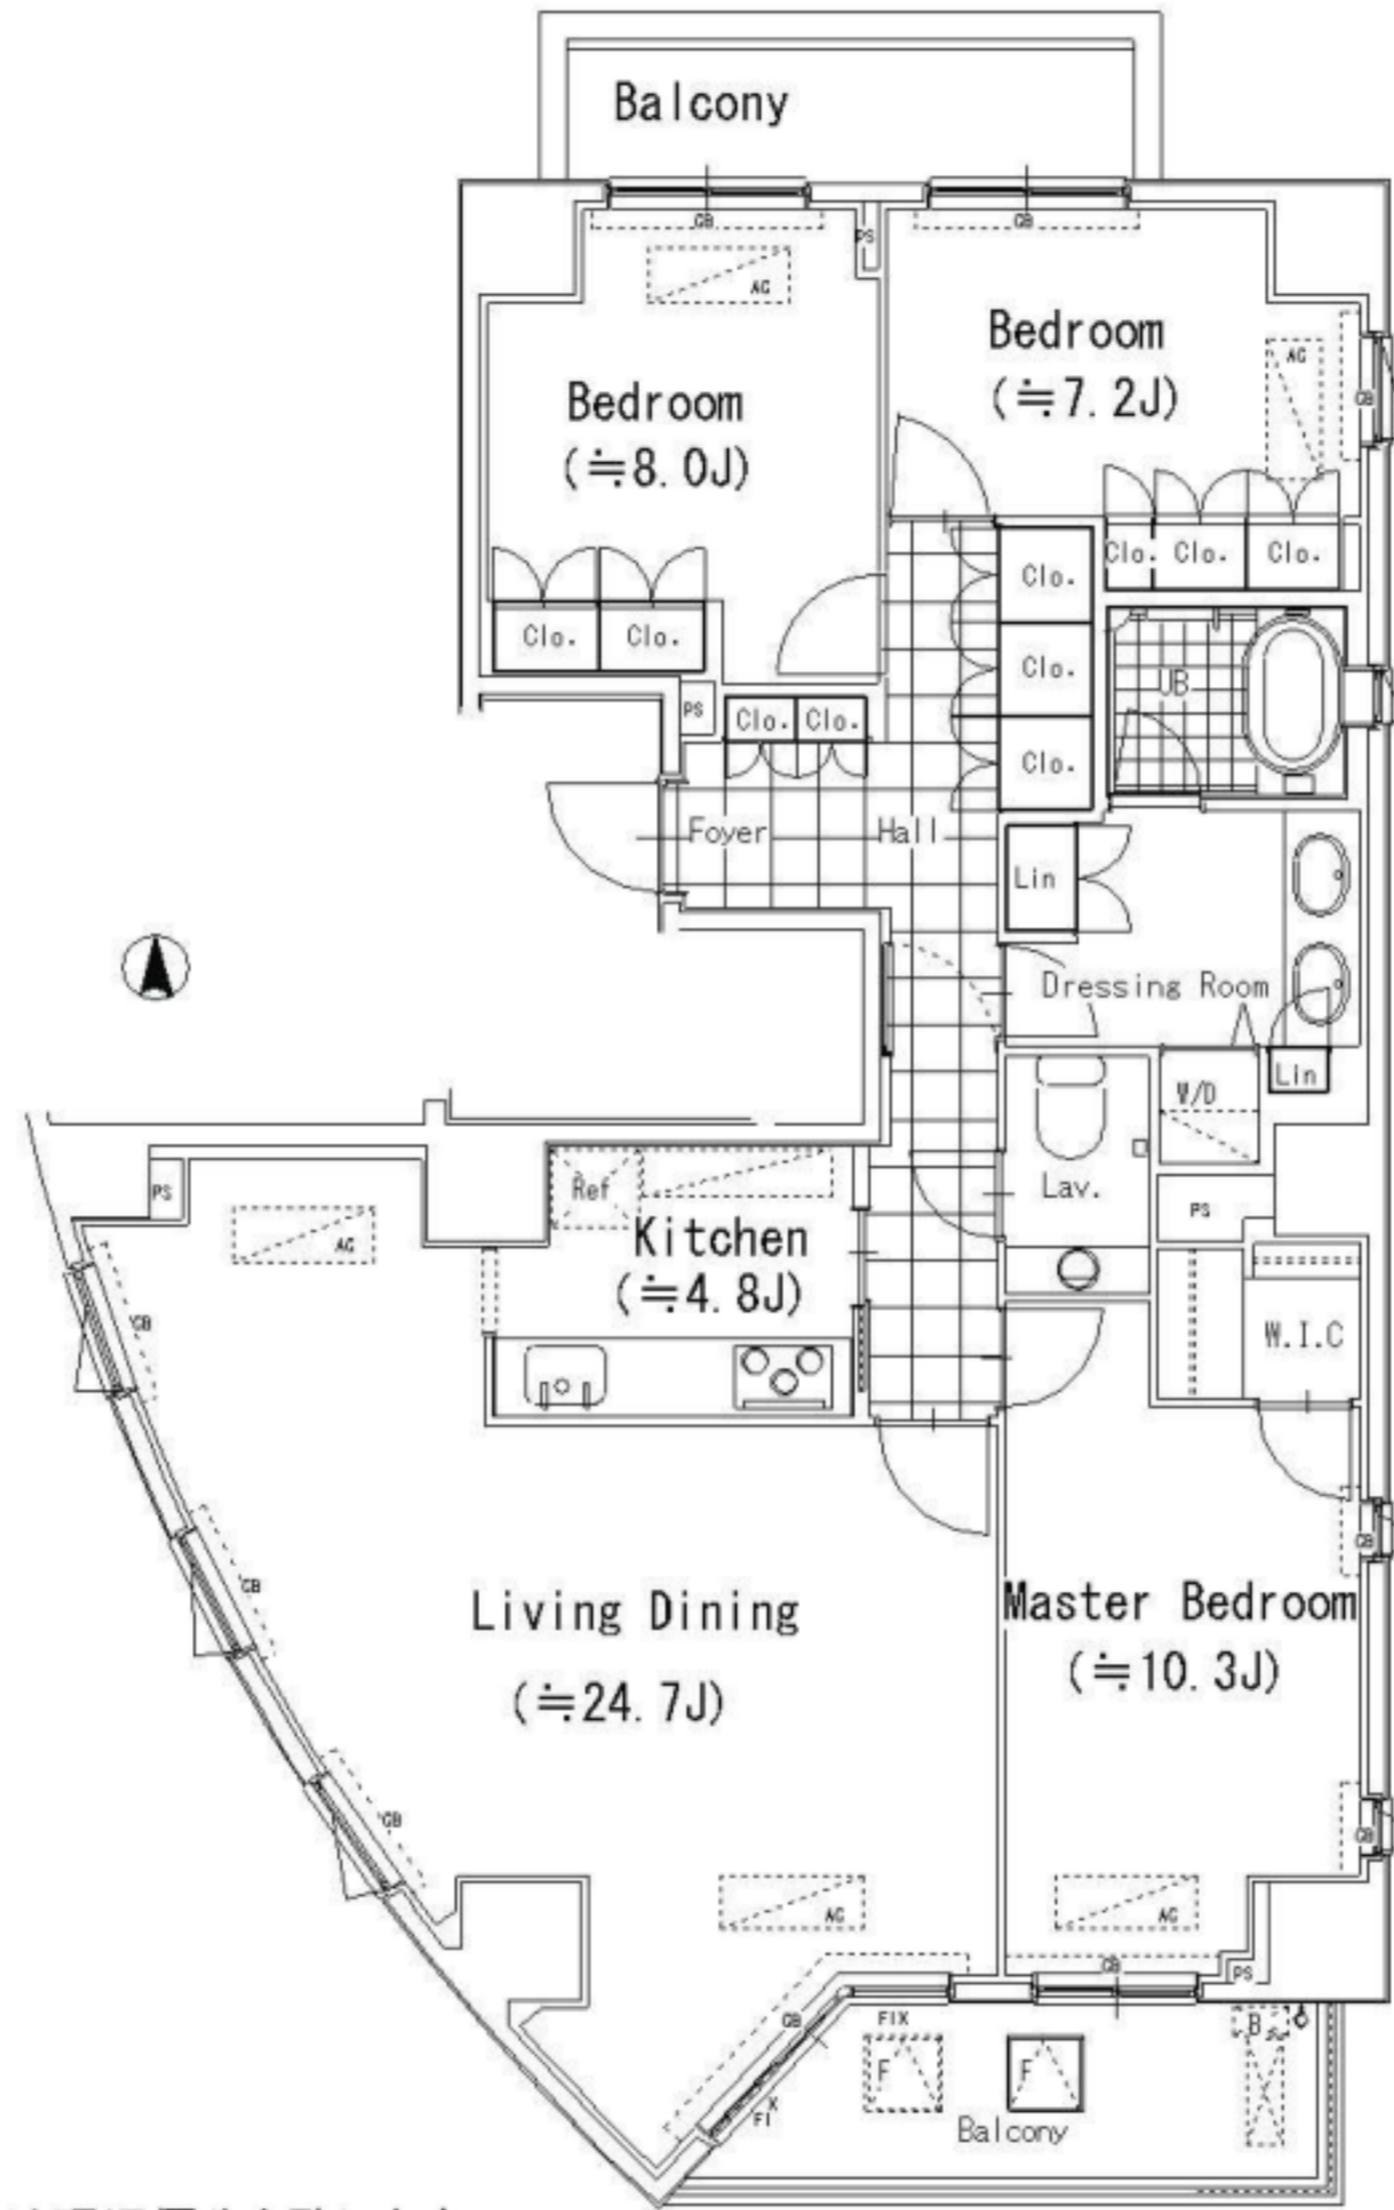 Balcony
CB
PS
CB
AC
Bedroom
(≒7.2J)
AC
CB
Bedroom
(≒8.0J)
Clo.
Clo.
Clo.
Clo.
Clo.
Clo.
Clo.
Clo.
UB
PS
Clo.
Clo.
Foyer
Hall
Lin
Dressing Room
W/D
Lin
Lav.
PS
PS
Ref
AC
Kitchen
(≒4.8J)
W.I.C
CB
CB
CB
Living Dining
(≒24.7J)
Master Bedroom
(≒10.3J)
CB
CB
AC
AC
CB
PS
CB
FIX
FIX
F
F
B
Balcony